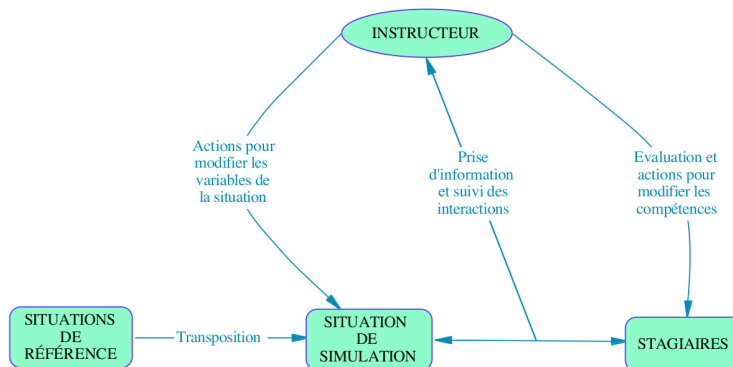 INSTRUCTEUR
Actions pour
modifier les
variables de
la situation
Prise
d'information
et suivi des
interactions
Evaluation et
actions pour
modifier les
compétences
SITUATIONS
DE
RÉFÉRENCE
Transposition
SITUATION
DE
SIMULATION
STAGIAIRES